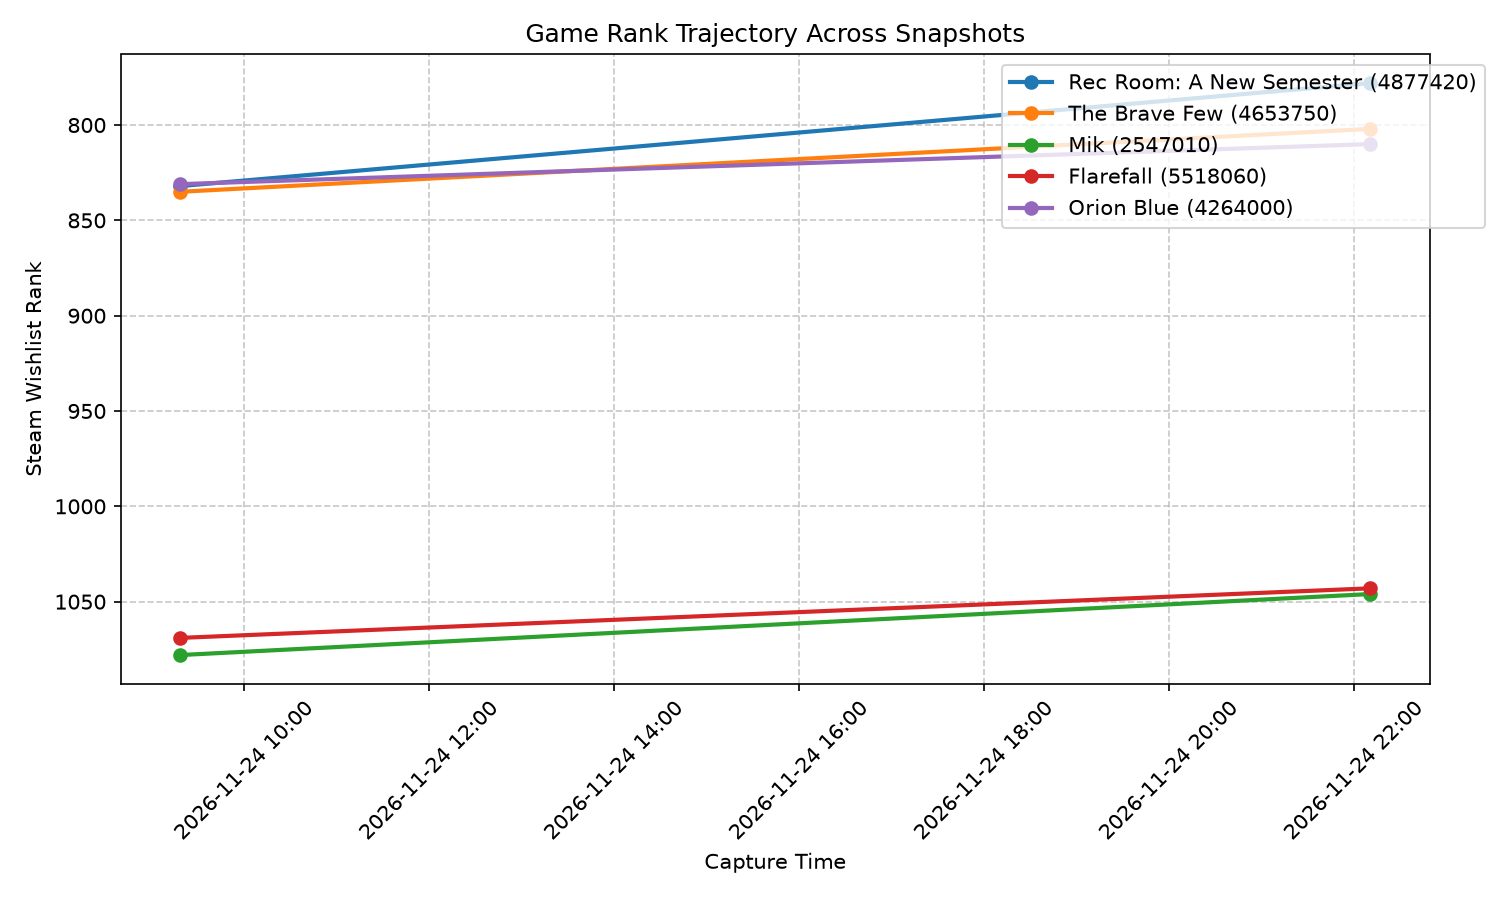 Game Rank Trajectory Across Snapshots
Rec Room: A New Semester (4877420)
The Brave Few (4653750)
Mik (2547010)
Flarefall (5518060)
Orion Blue (4264000)
Steam Wishlist Rank
800
850
900
950
1000
1050
2026-11-24 10:00
2026-11-24 12:00
2026-11-24 14:00
2026-11-24 16:00
2026-11-24 18:00
2026-11-24 20:00
2026-11-24 22:00
Capture Time